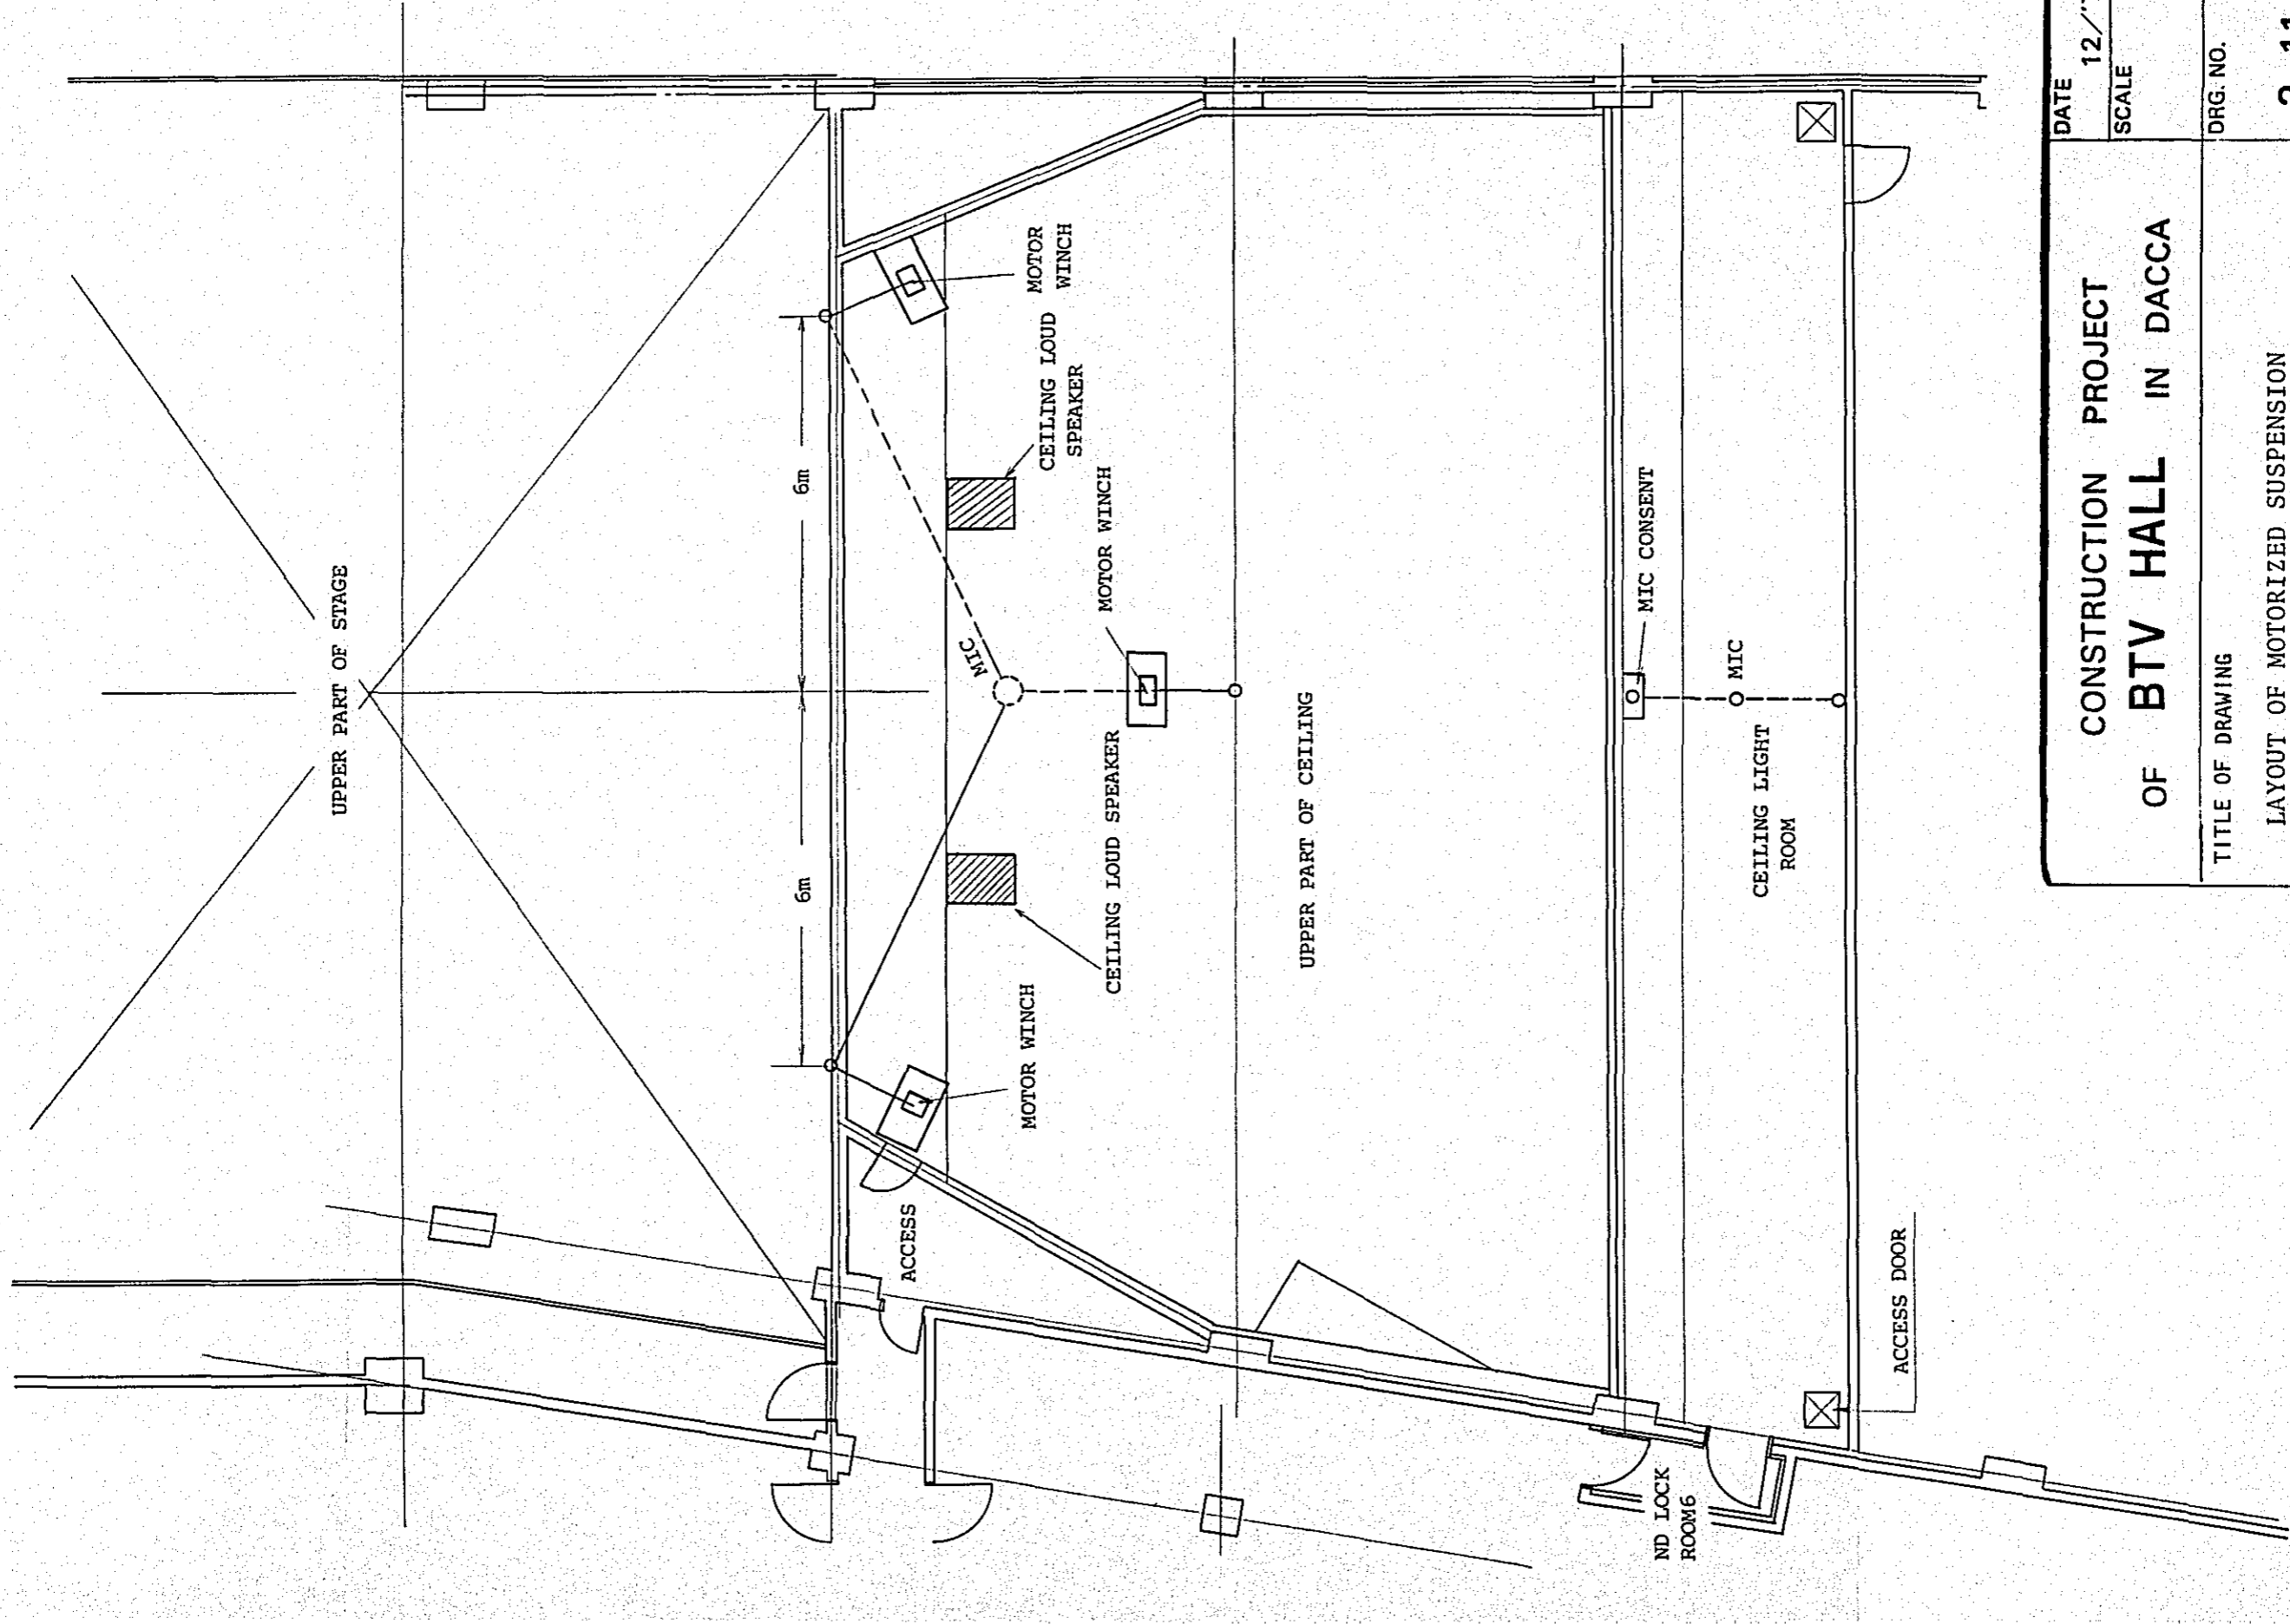 UPPER PART OF STAGE
6m
6m
MIC
MOTOR
WINCH
CEILING LOUD
SPEAKER
MOTOR WINCH
CEILING LOUD SPEAKER
MOTOR WINCH
ACCESS
UPPER PART OF CEILING
MIC CONSENT
MIC
CEILING LIGHT
ROOM
ACCESS DOOR
ND LOCK
ROOM6
CONSTRUCTION PROJECT
OF BTV HALL IN DACCA
TITLE OF DRAWING
LAYOUT OF MOTORIZED SUSPENSION
DATE
12/'
SCALE
DRG. NO.